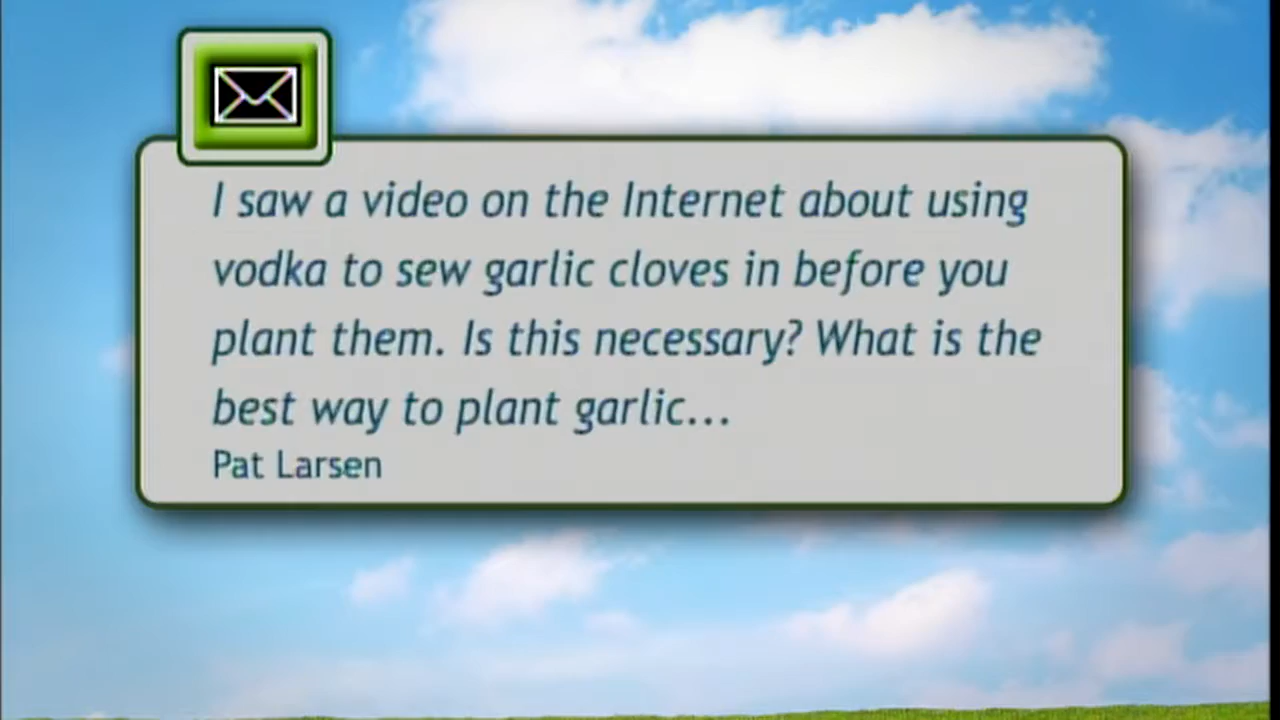 I saw a video on the Internet about using
vodka to sew garlic cloves in before you
plant them. Is this necessary? What is the
best way to plant garlic...
Pat Larsen